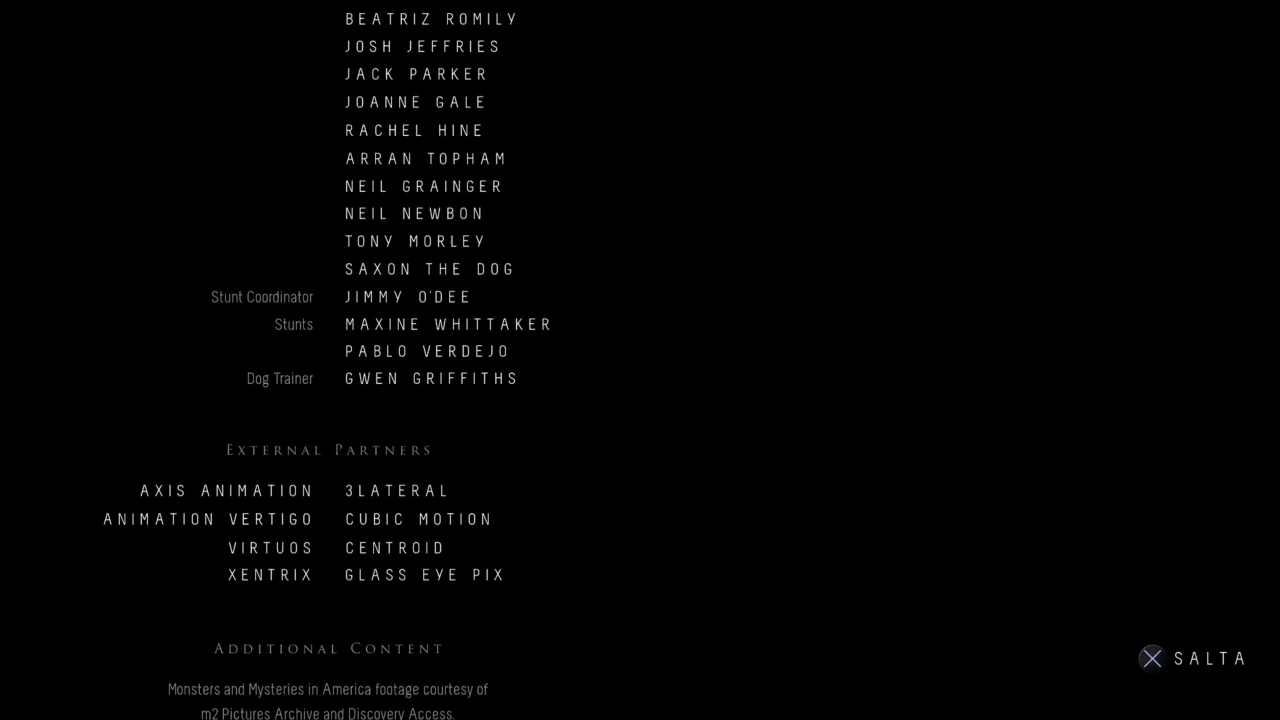 BEATRIZ ROMILY
JOSH JEFFRIES
JACK PARKER
JOANNE GALE
RACHEL HINE
ARRAN TOPHAM
NEIL GRAINGER
NEIL NEWBON
TONY MORLEY
SAXON THE DOG
Stunt Coordinator JIMMY O'DEE
Stunts MAXINE WHITTAKER
PABLO VERDEJO
Dog Trainer GWEN GRIFFITHS
EXTERNAL PARTNERS
AXIS ANIMATION 3LATERAL
ANIMATION VERTIGO CUBIC MOTION
VIRTUOS CENTROID
XENTRIX GLASS EYE PIX
ADDITIONAL CONTENT
SALTA
Monsters and Mysteries in America footage courtesy of
m2 Pictures Archive and Discovery Access.